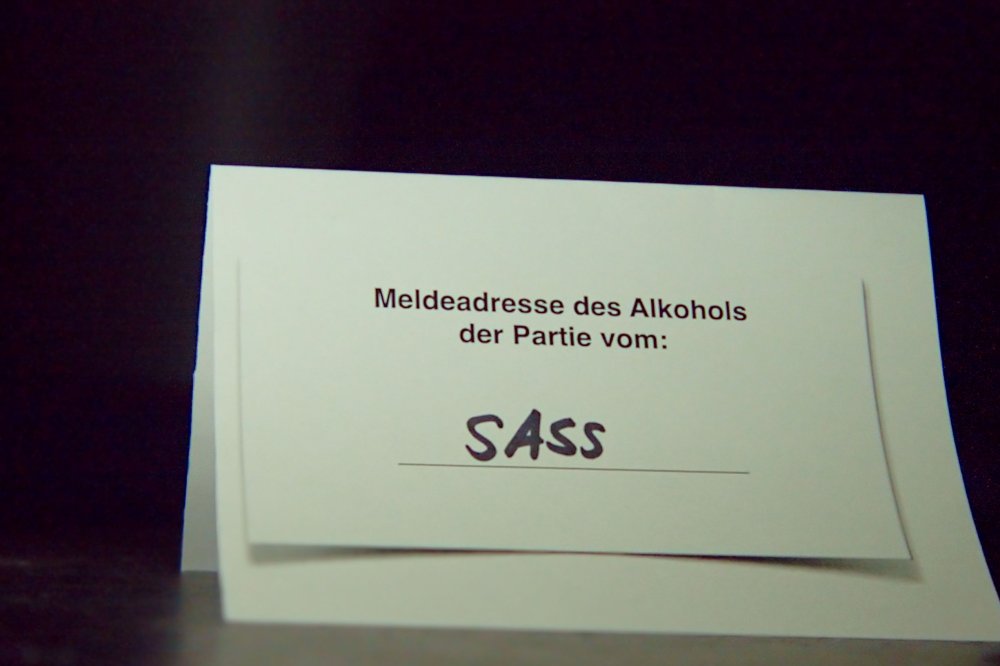 Meldeadresse des Alkohols
der Partie vom:
SASS